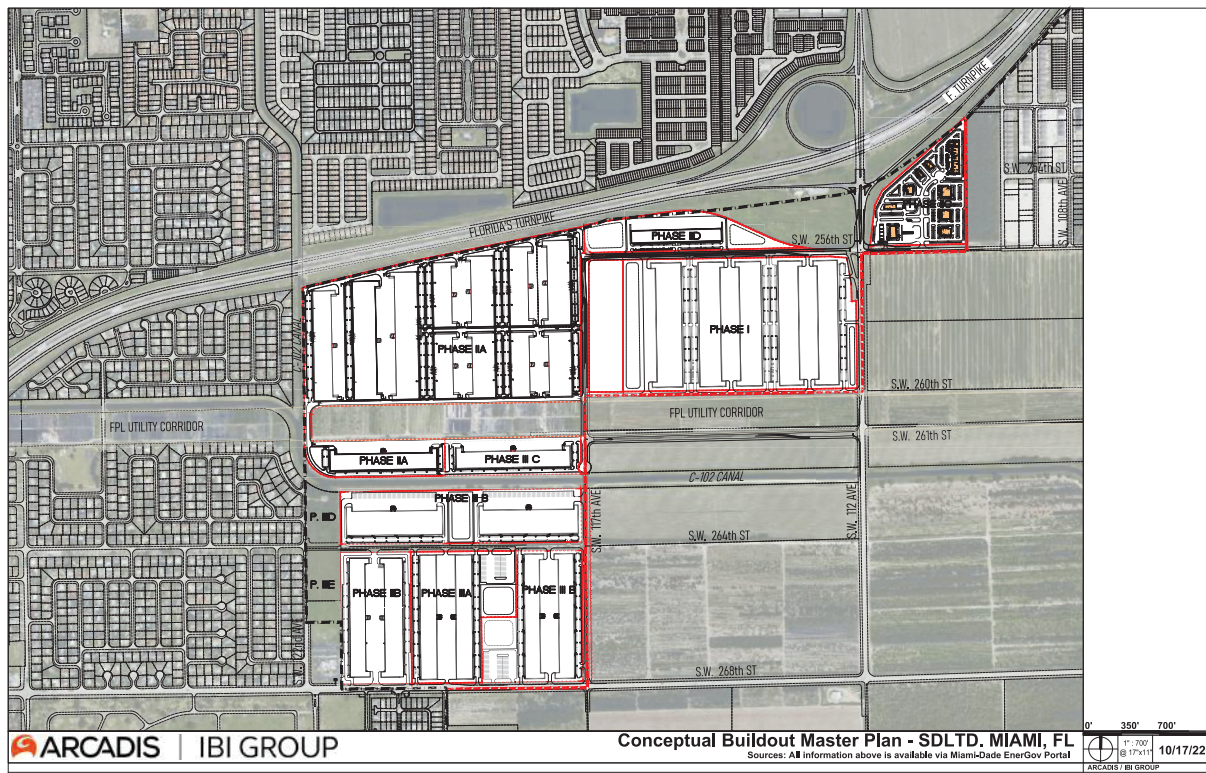 F. TURNPIKE
S.W. 264th ST
S.W. 108th AVE
FLORIDA'S TURNPIKE
PHASE IID
S.W. 256th ST
PHASE I
PHASE IIA
S.W. 260th ST
FPL UTILITY CORRIDOR
FPL UTILITY CORRIDOR
S.W. 261th ST
PHASE IIA
PHASE III C
C-102 CANAL
S.W. 117th AVE
S.W. 112 AVE
S.W. 264th ST
PHASE IIB
PHASE IIIA
PHASE III B
S.W. 268th ST
ARCADIS | IBI GROUP
Conceptual Buildout Master Plan - SDLTD. MIAMI, FL
Sources: All information above is available via Miami-Dade EnerGov Portal
0' 350' 700'
1" : 700'
@ 17"x11"
10/17/22
ARCADIS / IBI GROUP